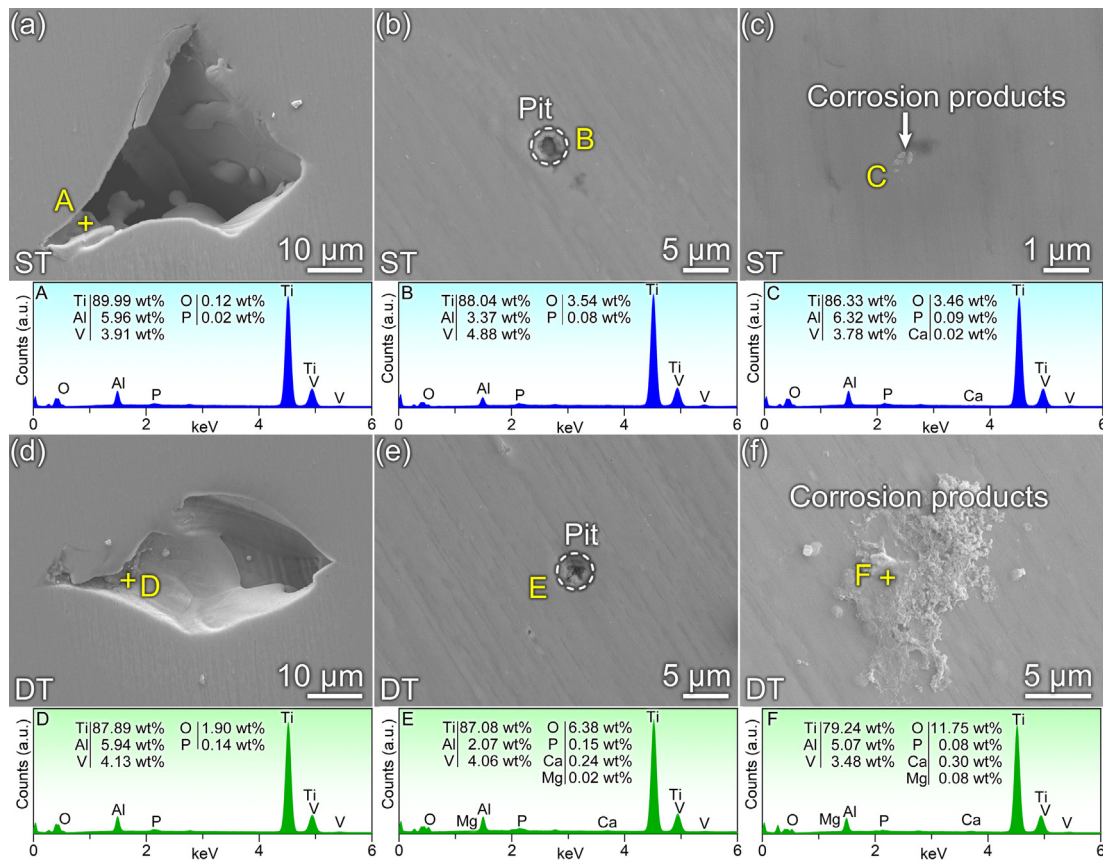 (a)
A
ST
10 µm
(b)
Pit
B
ST
5 µm
(c)
Corrosion products
C
ST
1 µm
Counts (a.u.)
A
Ti 89.99 wt% O 0.12 wt%
Al 5.96 wt% P 0.02 wt%
V 3.91 wt%
O
Al
P
Ti
Ti
V
V
0 2 4 6
keV
Counts (a.u.)
B
Ti 88.04 wt% O 3.54 wt%
Al 3.37 wt% P 0.08 wt%
V 4.88 wt%
O
Al
P
Ti
Ti
V
V
0 2 4 6
keV
Counts (a.u.)
C
Ti 86.33 wt% O 3.46 wt%
Al 6.32 wt% P 0.09 wt%
V 3.78 wt% Ca 0.02 wt%
O
Al
P
Ca
Ti
Ti
V
V
0 2 4 6
keV
(d)
D
DT
10 µm
(e)
Pit
E
DT
5 µm
(f)
Corrosion products
F
DT
5 µm
Counts (a.u.)
D
Ti 87.89 wt% O 1.90 wt%
Al 5.94 wt% P 0.14 wt%
V 4.13 wt%
O
Al
P
Ti
Ti
V
V
0 2 4 6
keV
Counts (a.u.)
E
Ti 87.08 wt% O 6.38 wt%
Al 2.07 wt% P 0.15 wt%
V 4.06 wt% Ca 0.24 wt%
Mg 0.02 wt%
O
Mg
Al
P
Ca
Ti
Ti
V
V
0 2 4 6
keV
Counts (a.u.)
F
Ti 79.24 wt% O 11.75 wt%
Al 5.07 wt% P 0.08 wt%
V 3.48 wt% Ca 0.30 wt%
Mg 0.08 wt%
O
Mg
Al
P
Ca
Ti
Ti
V
V
0 2 4 6
keV